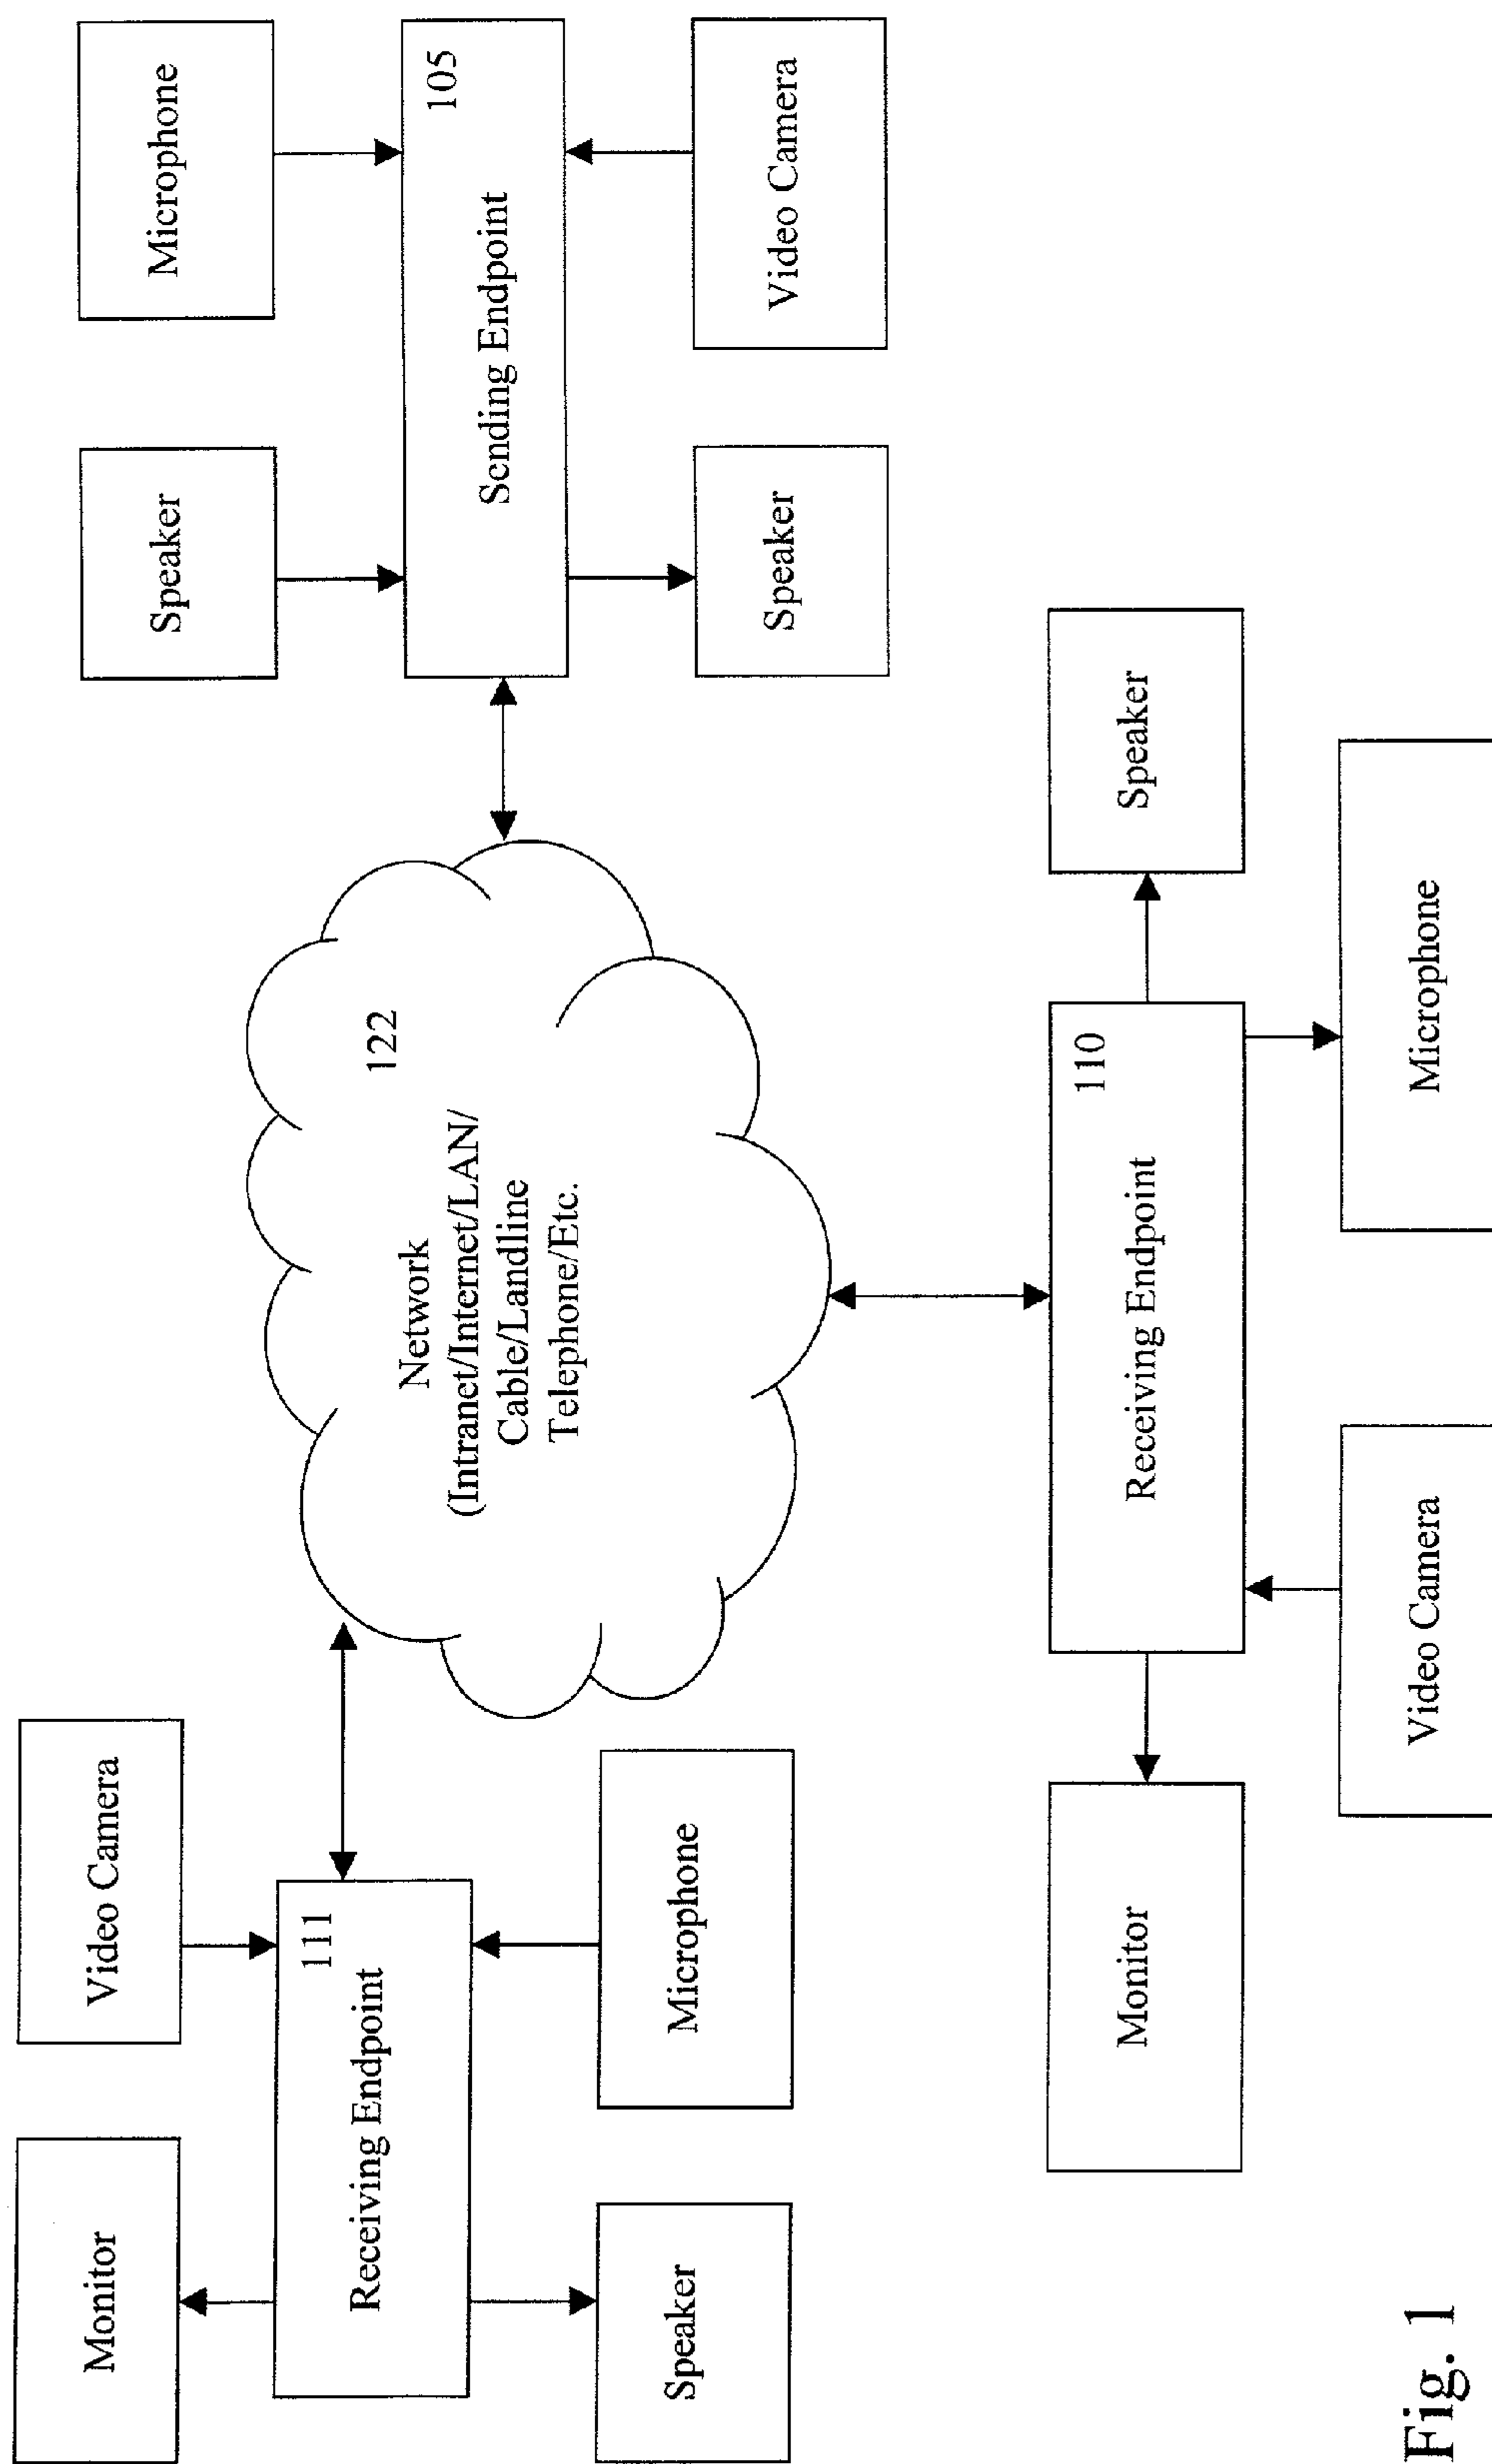 Monitor
Video Camera
Speaker
Microphone
111
Receiving Endpoint
122
Network
(Intranet/Internet/LAN/
Cable/Landline
Telephone/Etc.
105
Sending Endpoint
Speaker
Microphone
Speaker
Video Camera
Monitor
110
Receiving Endpoint
Speaker
Video Camera
Microphone
Fig. 1